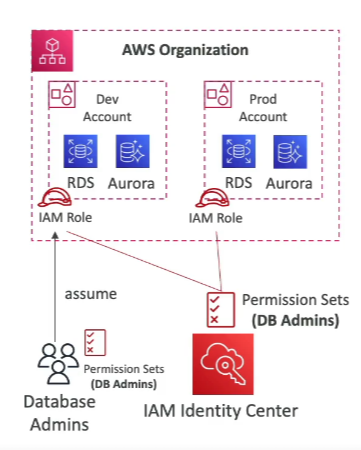 AWS Organization
Dev
Account
Prod
Account
RDS
Aurora
RDS
Aurora
IAM Role
IAM Role
assume
Permission Sets
(DB Admins)
Permission Sets
(DB Admins)
Database
Admins
IAM Identity Center